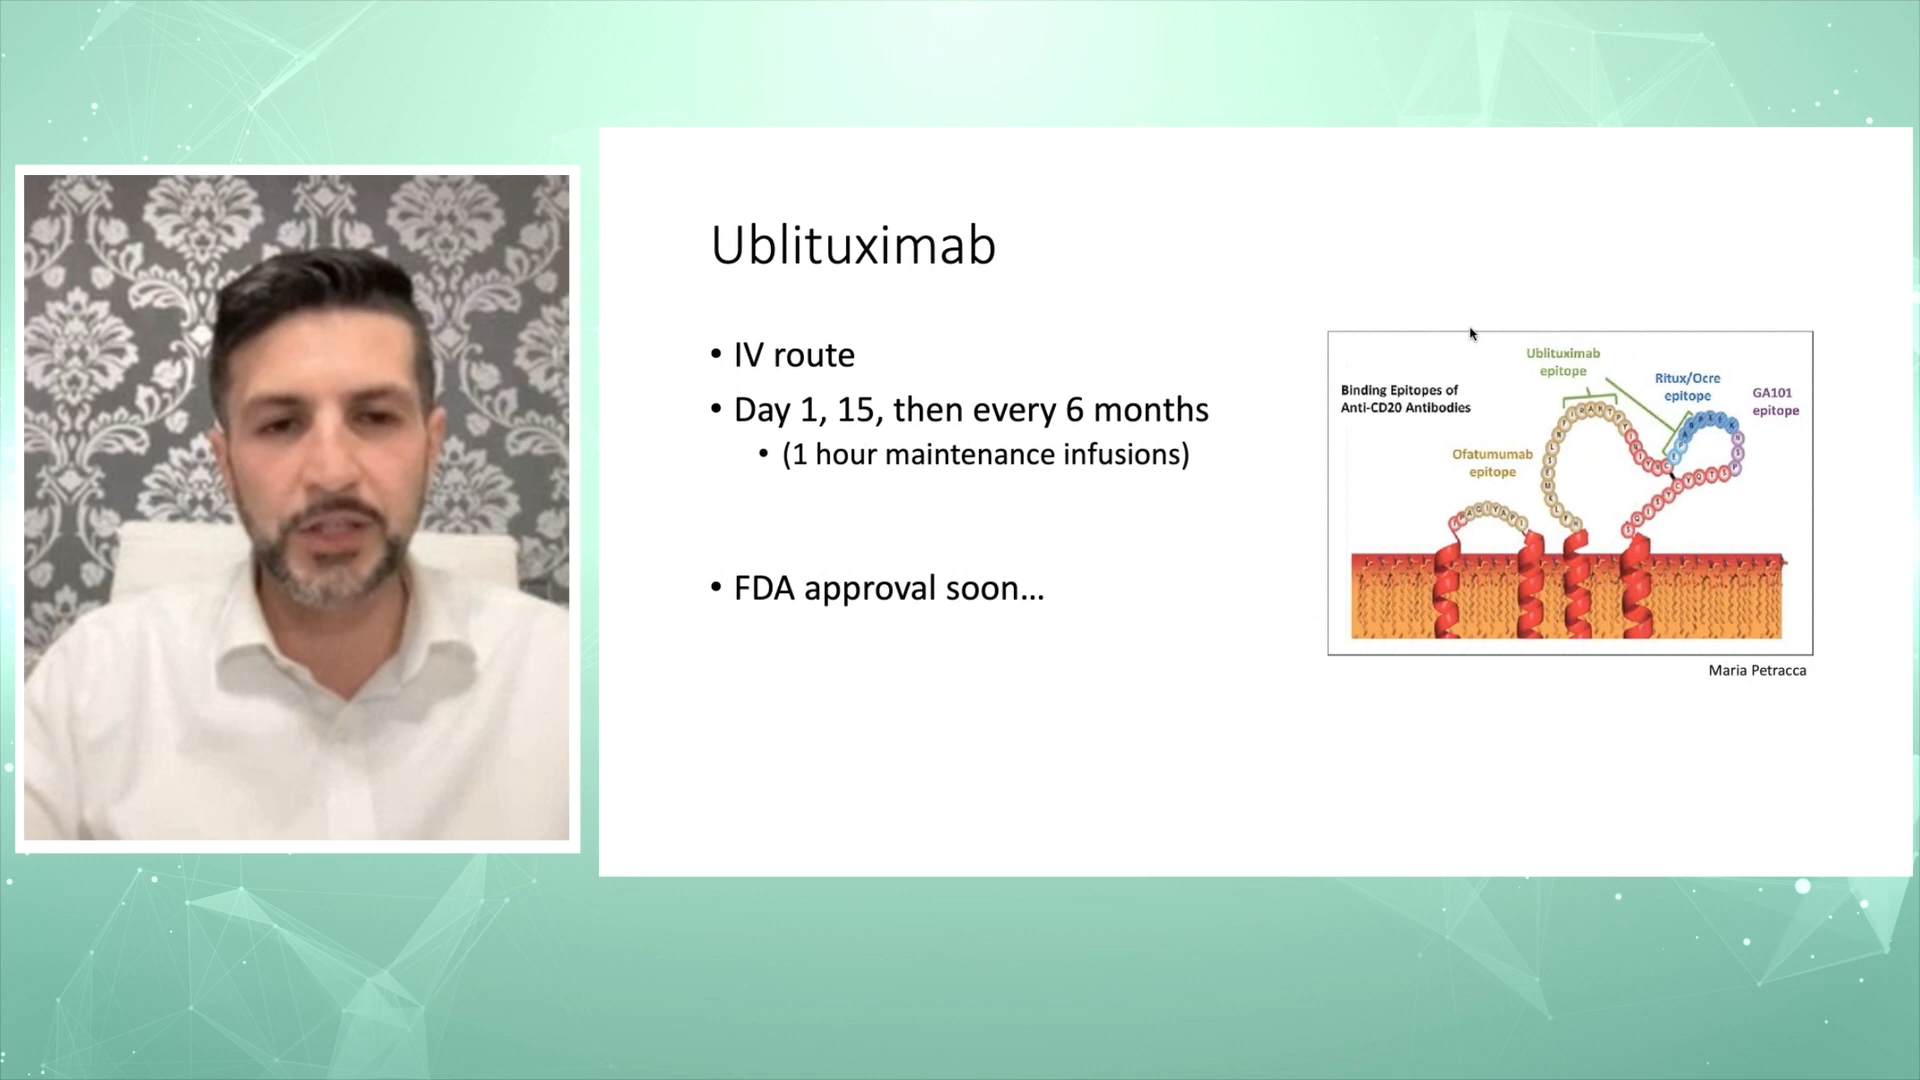 Ublituximab
• IV route
• Day 1, 15, then every 6 months
• (1 hour maintenance infusions)
• FDA approval soon...
Binding Epitopes of
Anti-CD20 Antibodies
Ublituximab
epitope
Ritux/Ocre
epitope
GA101
epitope
Ofatumumab
epitope
Maria Petracca